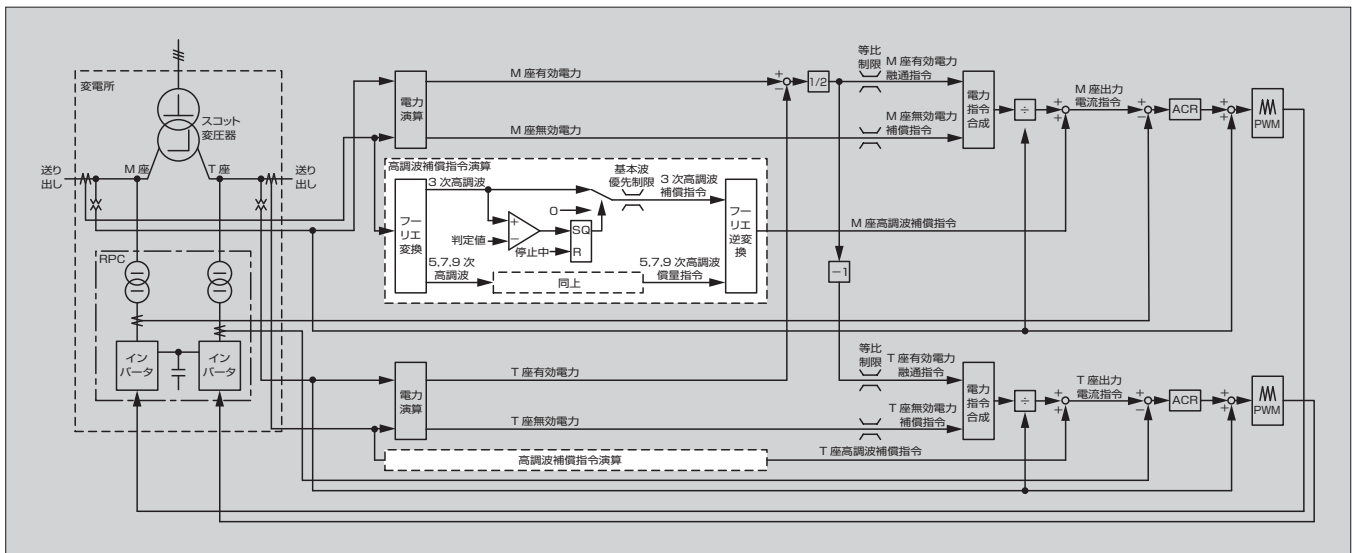 変電所
スコット
変圧器
送り
出し
M 座
T 座
送り
出し
RPC
イン
バータ
イン
バータ
電力
演算
M 座有効電力
M 座無効電力
+
-
1/2
等比
制限
M 座有効電力
融通指令
M 座無効電力
補償指令
電力
指令
合成
÷
+
+
M 座出力
電流指令
+
-
ACR
+
+
PWM
高調波補償指令演算
フー
リエ
変換
3 次高調波
+
-
判定値
0
停止中
SQ
R
基本波
優先制限
3 次高調波
補償指令
5,7,9 次
高調波
同上
5,7,9 次高調波
償量指令
フー
リエ
逆変
換
M 座高調波補償指令
-1
電力
演算
T 座有効電力
T 座無効電力
等比
制限
T 座有効電力
融通指令
T 座無効電力
補償指令
電力
指令
合成
÷
+
+
T 座出力
電流指令
+
-
ACR
+
+
PWM
高調波補償指令演算
T 座高調波補償指令